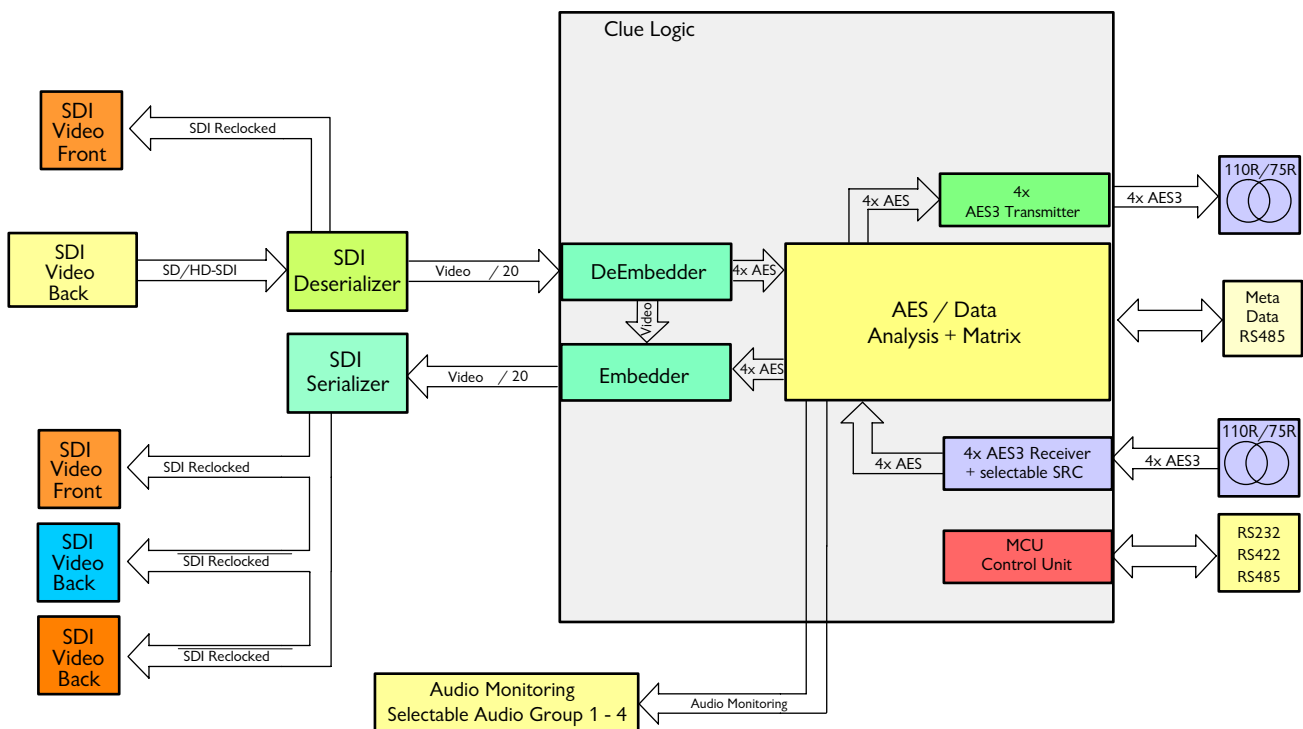 Clue Logic
SDI
Video
Front
SDI Reclocked
110R/75R
4x
AES3 Transmitter
4x AES
4x AES3
SDI
Video
Back
SD/HD-SDI
SDI
Deserializer
Video / 20
DeEmbedder
4x AES
AES / Data
Analysis + Matrix
Meta
Data
RS485
Video
SDI
Serializer
Video / 20
Embedder
4x AES
SDI
Video
Front
SDI Reclocked
4x AES
4x AES3 Receiver
+ selectable SRC
4x AES3
110R/75R
SDI
Video
Back
SDI Reclocked
MCU
Control Unit
RS232
RS422
RS485
SDI
Video
Back
SDI Reclocked
Audio Monitoring
Selectable Audio Group 1 - 4
Audio Monitoring